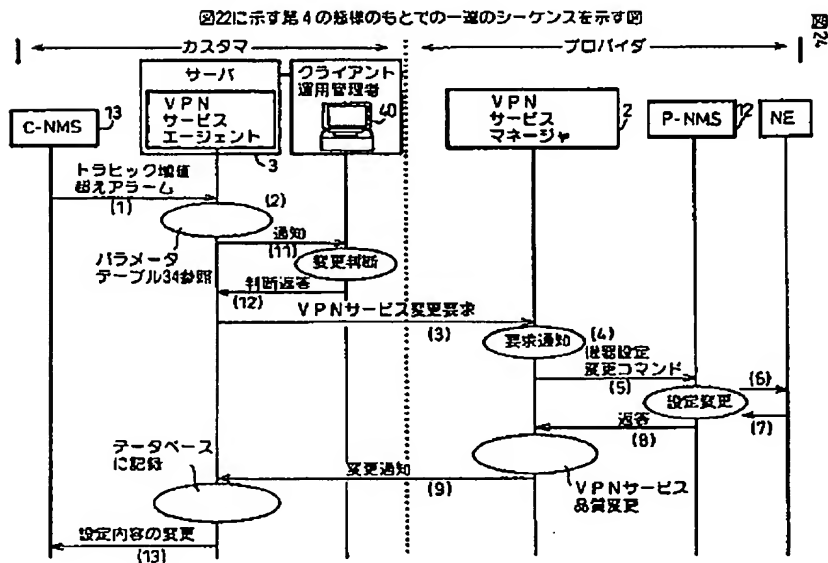 図22に示す第4の態様のもとでの一連のシーケンスを示す図
図24
カスタマ
プロバイダ
サーバ
VPN
サービス
エージェント
3
クライアント
運用管理者
40
C-NMS
13
VPN
サービス
マネージャ
2
P-NMS
12
NE
トラヒック増値
超えアラーム
(1)
(2)
パラメータ
テーブル34参照
通知
(11)
変更判断
判断返答
(12)
VPNサービス変更要求
(3)
要求通知
(4)
機器設定
変更コマンド
(5)
(6)
設定変更
(7)
返答
(8)
VPNサービス
品質変更
変更通知
(9)
データベース
に記録
設定内容の変更
(13)